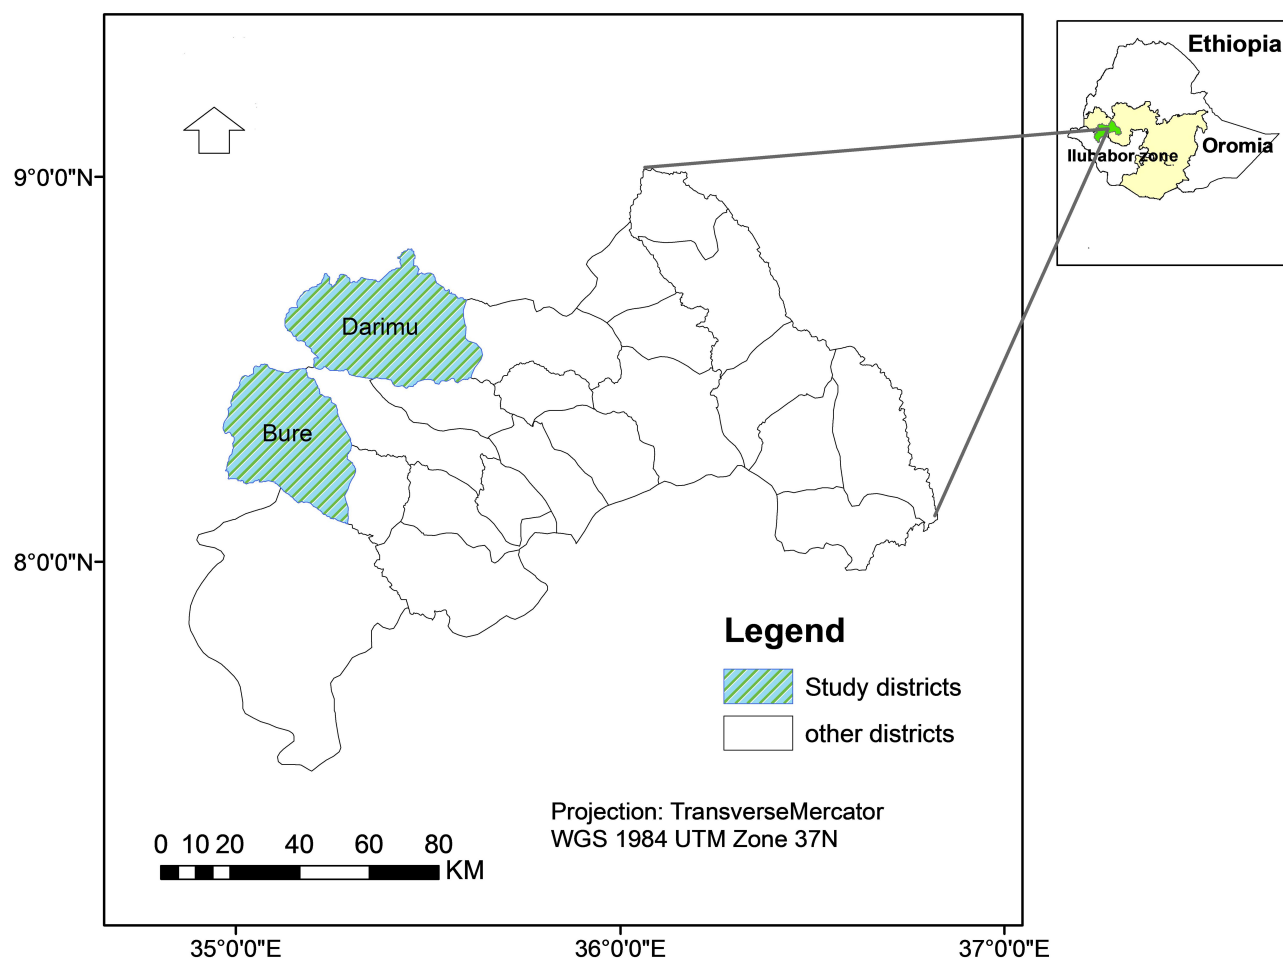 Ethiopia
Oromia
Ilubabor zone
9°0'0"N
8°0'0"N
Darimu
Bure
Legend
Study districts
other districts
Projection: TransverseMercator
WGS 1984 UTM Zone 37N
0 10 20 40 60 80
KM
35°0'0"E 36°0'0"E 37°0'0"E